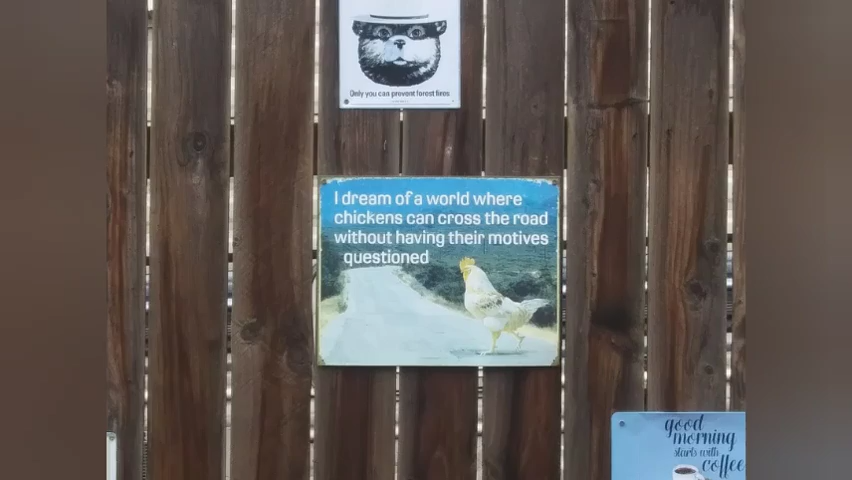 Only you can prevent forest fires
I dream of a world where
chickens can cross the road
without having their motives
questioned
good
morning
starts with
coffee